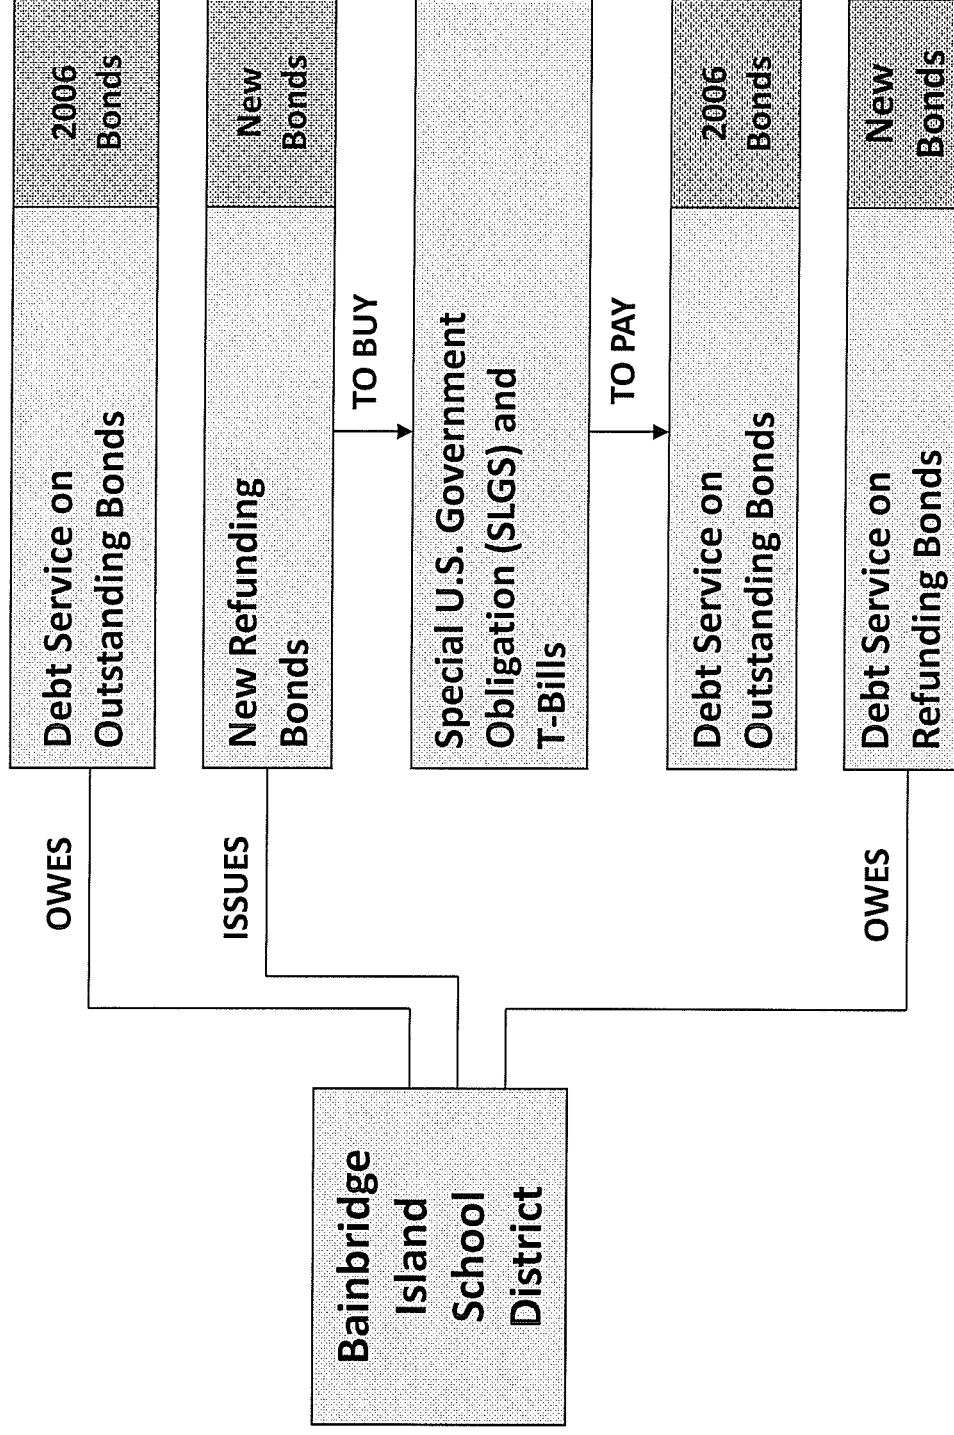 Bainbridge
Island
School
District
OWES
Debt Service on
Outstanding Bonds
2006
Bonds
ISSUES
New Refunding
Bonds
New
Bonds
TO BUY
Special U.S. Government
Obligation (SLGS) and
T-Bills
TO PAY
Debt Service on
Outstanding Bonds
2006
Bonds
OWES
Debt Service on
Refunding Bonds
New
Bonds